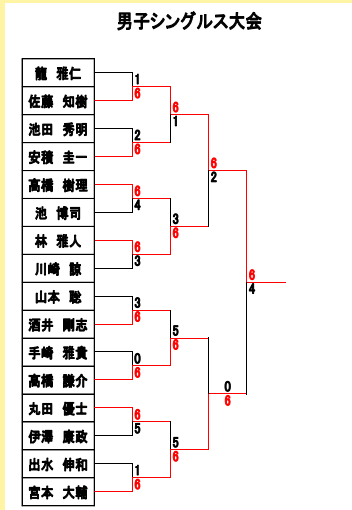 男子シングルス大会
龍 雅仁
1
6
佐藤 知樹
6
1
池田 秀明
2
6
安積 圭一
6
2
高橋 樹理
6
4
池 博司
3
6
林 雅人
6
3
川崎 諒
6
4
山本 聡
3
6
酒井 剛志
5
6
手崎 雅貴
0
6
高橋 謙介
0
6
丸田 優士
6
5
伊澤 康政
5
6
出水 伸和
1
6
宮本 大輔